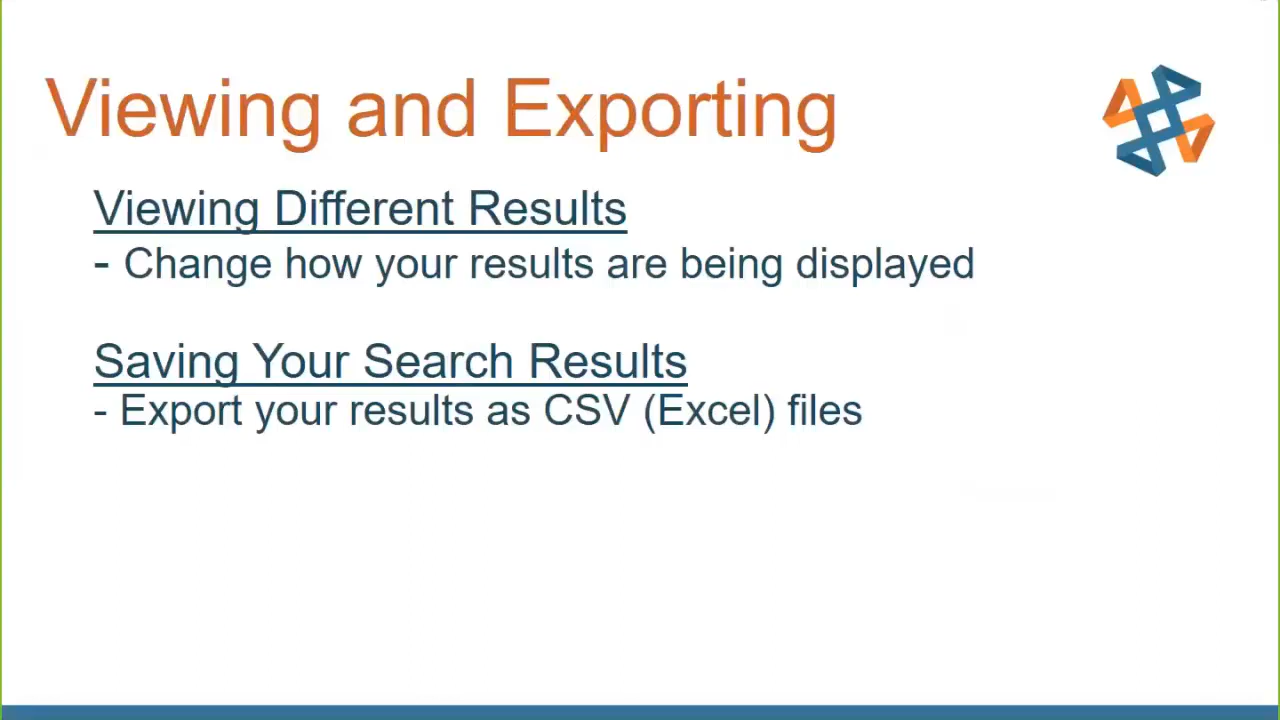 Viewing and Exporting
Viewing Different Results
- Change how your results are being displayed
Saving Your Search Results
- Export your results as CSV (Excel) files